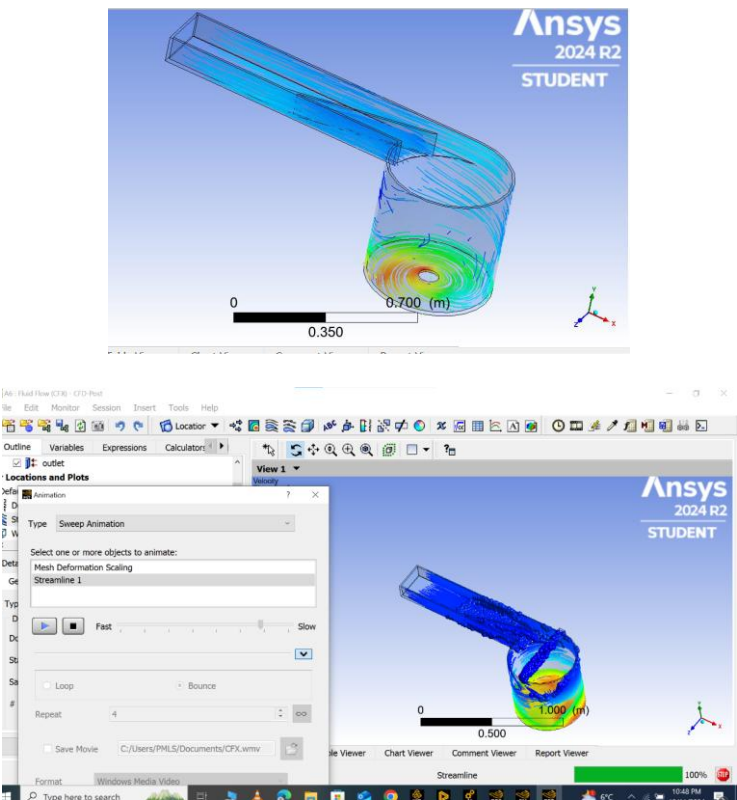 Ansys
2024 R2
STUDENT
0
0.700 (m)
0.350
Y
Z
X
A6 : Fluid Flow (CFX) - CFD-Post
Edit Monitor Session Insert Tools Help
Location
Outline Variables Expressions Calculators
outlet
Locations and Plots
View 1
Velocity
Animation
?
Type Sweep Animation
Select one or more objects to animate:
Mesh Deformation Scaling
Streamline 1
Fast Slow
Loop Bounce
Repeat 4
Save Movie C:/Users/PMLS/Documents/CFX.wmv
Format Windows Media Video
Ansys
2024 R2
STUDENT
0
1.000 (m)
0.500
Chart Viewer Comment Viewer Report Viewer
Streamline 100%
Type here to search
6°C
10:48 PM